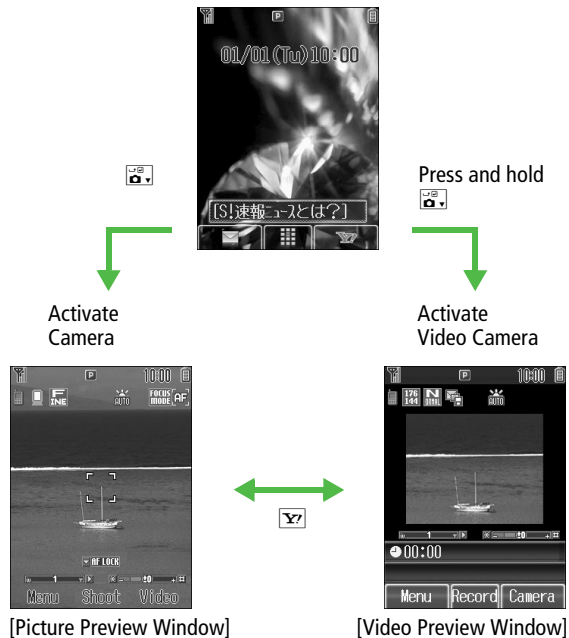 P
01/01(Tu)10:00
Press and hold
[S!速報ニュースとは?]
Y!
Activate
Camera
Activate
Video Camera
P 10:00
FINE AUTO FOCUS MODE AF
AF LOCK
1 ±0
Menu Shoot Video
[Picture Preview Window]
Y!
P 10:00
176 144 NORMAL AUTO
1 ±0
00:00
Menu Record Camera
[Video Preview Window]